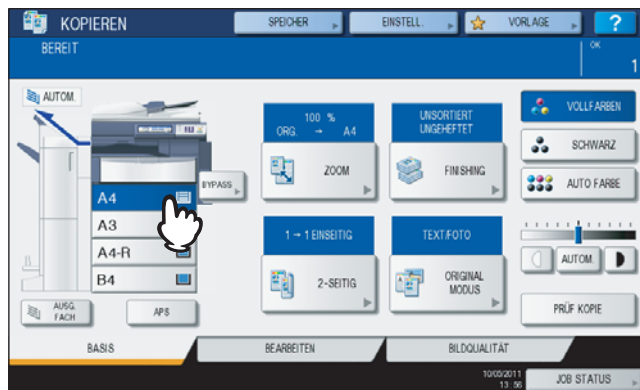 KOPIEREN
SPEICHER
EINSTELL.
VORLAGE
?
BEREIT
OK
1
AUTOM.
BYPASS
A4
A3
A4-R
B4
AUSG.
FACH
APS
100 %
ORG. → A4
ZOOM
UNSORTIERT
UNGEHEFTET
FINISHING
1 → 1 EINSEITIG
2-SEITIG
TEXT/FOTO
ORIGINAL
MODUS
VOLLFARBEN
SCHWARZ
AUTO FARBE
AUTOM.
PRÜF KOPIE
BASIS
BEARBEITEN
BILDQUALITÄT
10/05/2011
13:56
JOB STATUS